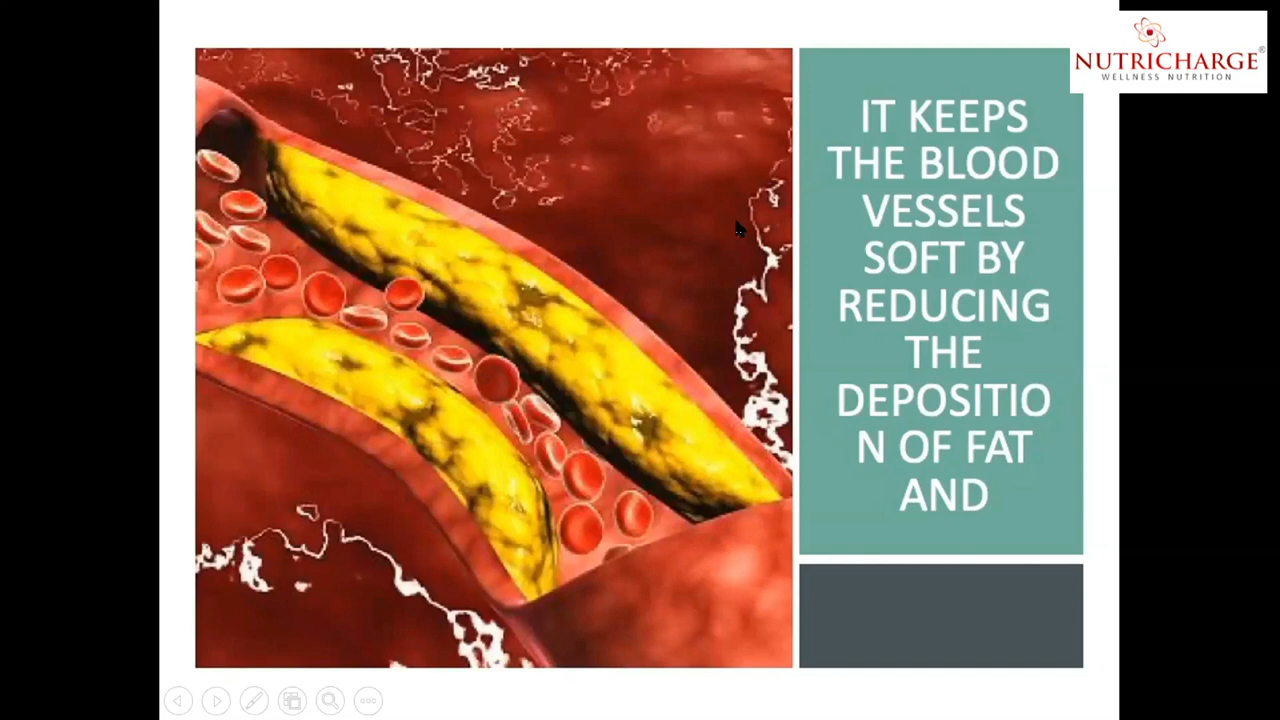 NUTRICHARGE®
WELLNESS NUTRITION
IT KEEPS
THE BLOOD
VESSELS
SOFT BY
REDUCING
THE
DEPOSITIO
N OF FAT
AND